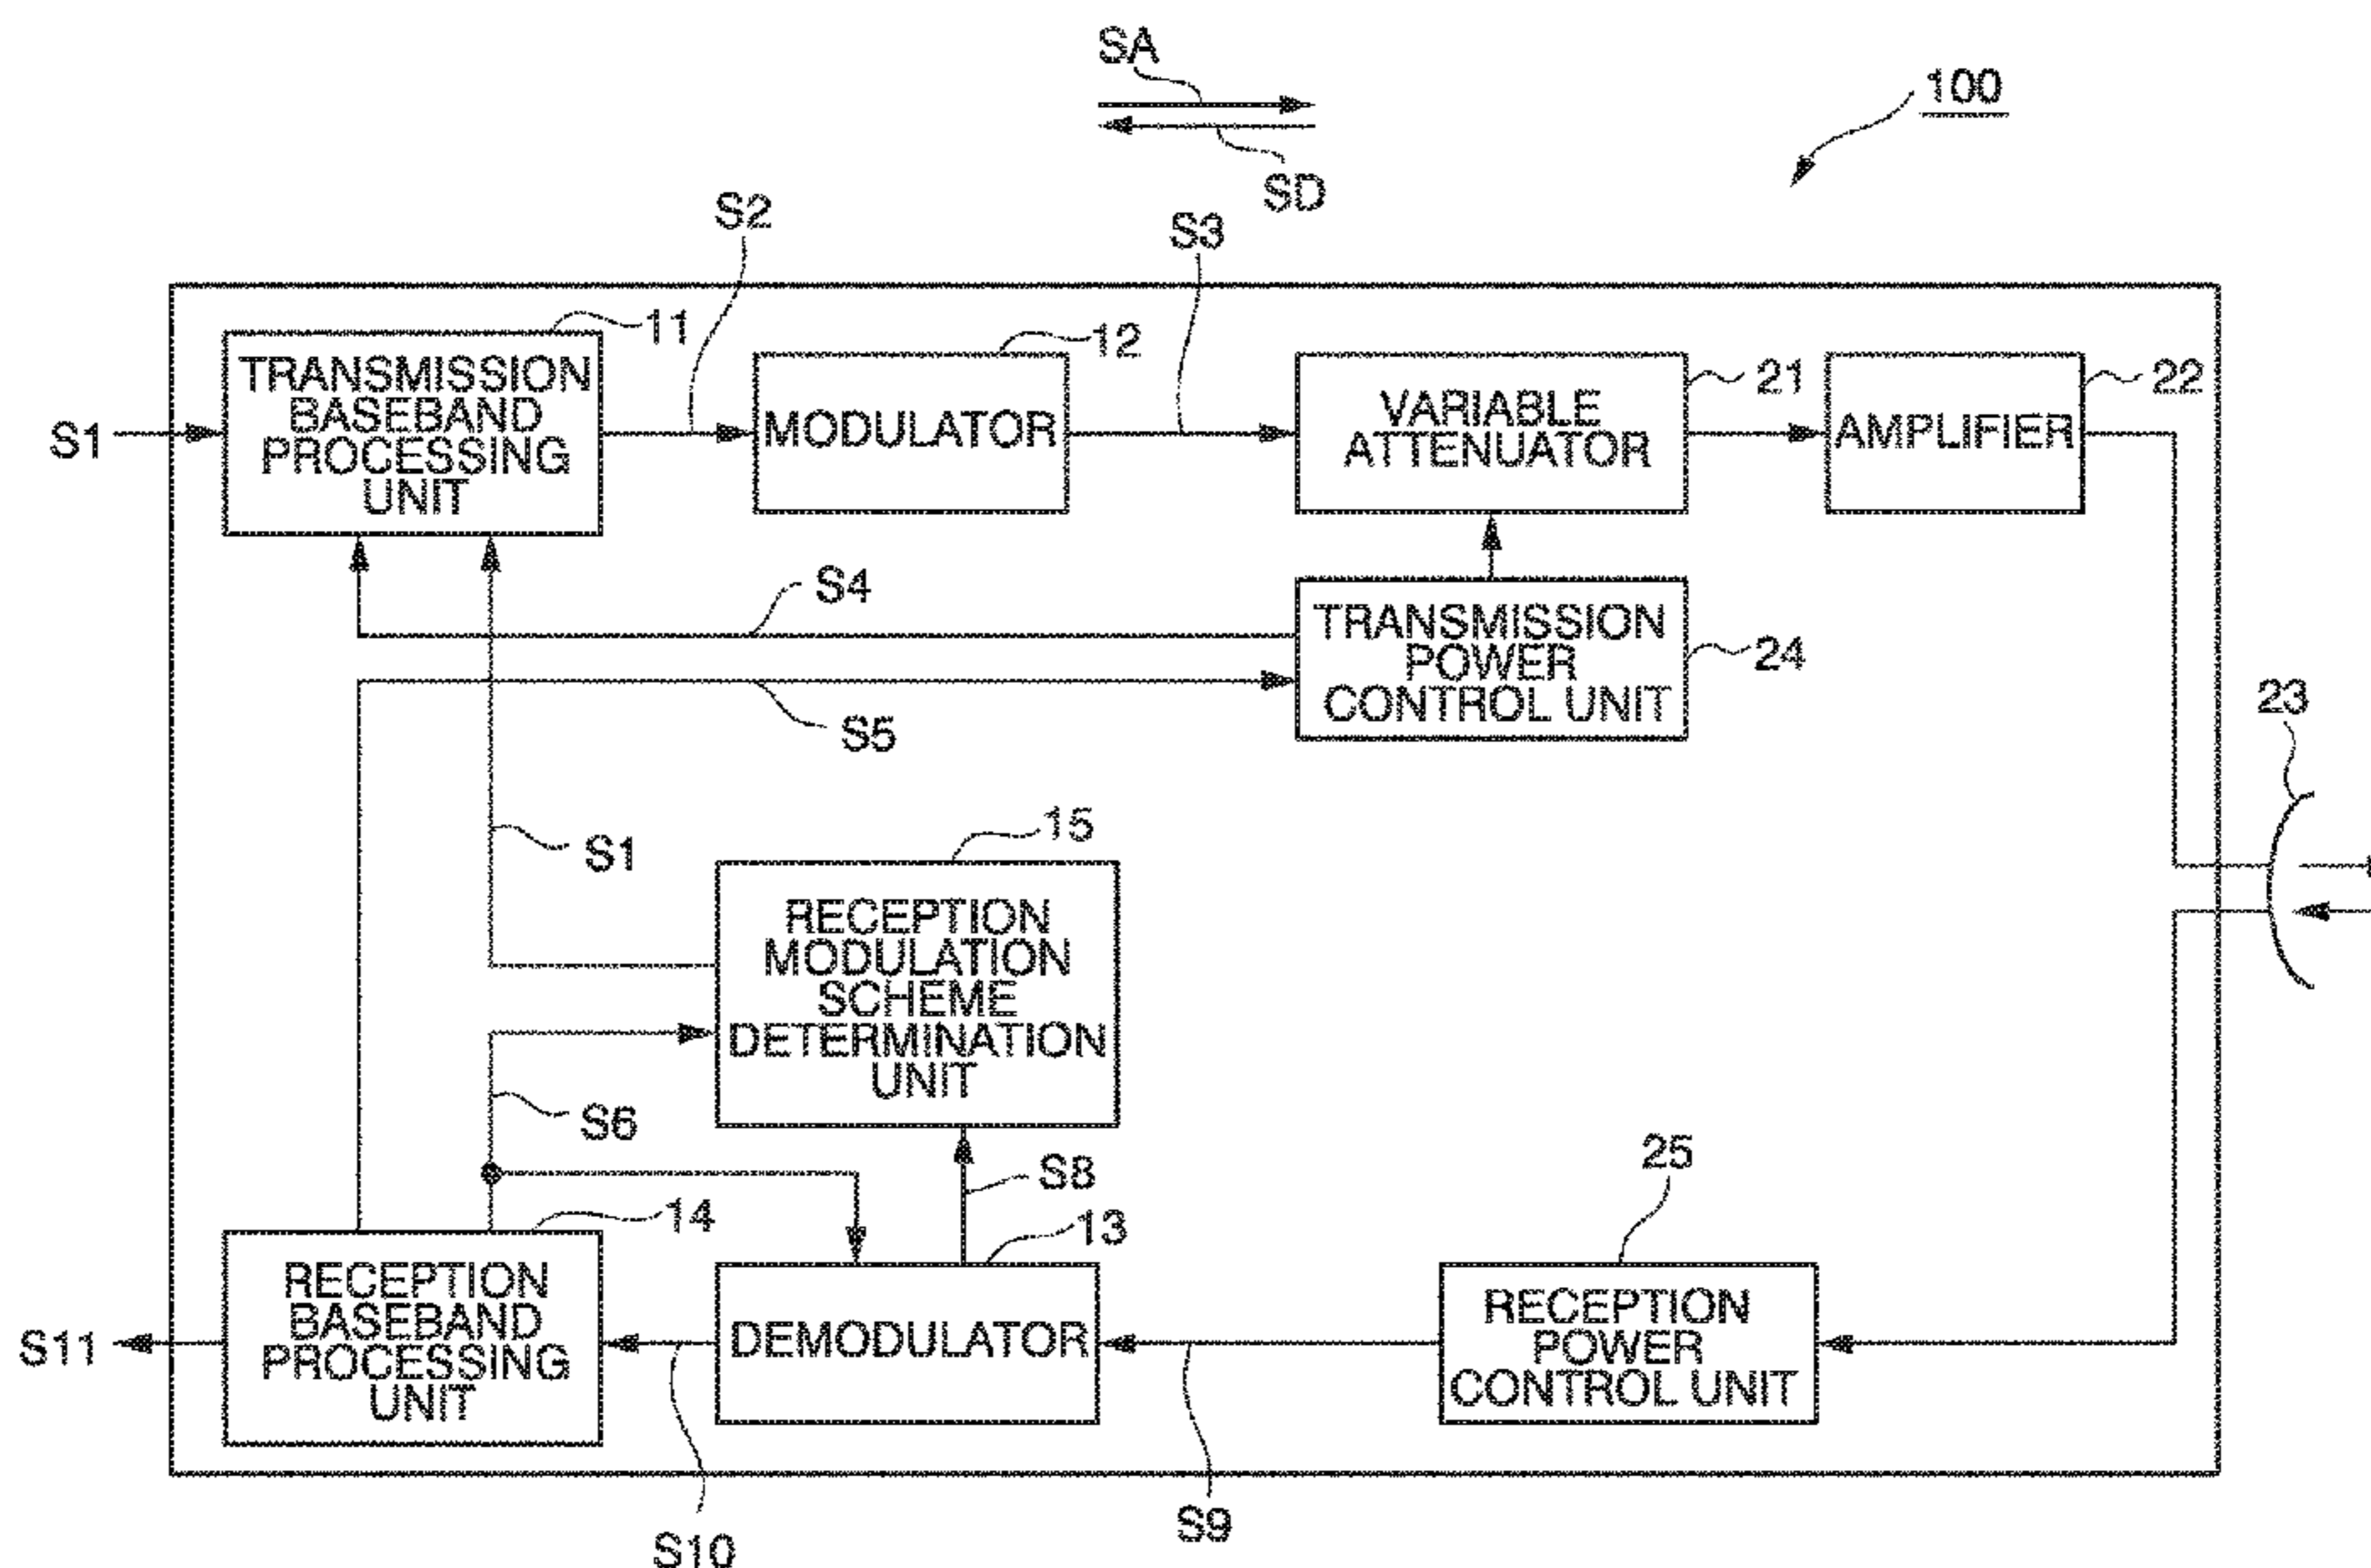 SA
100
SD
S2
S3
11
12
21
22
TRANSMISSION
BASEBAND
PROCESSING
UNIT
MODULATOR
VARIABLE
ATTENUATOR
AMPLIFIER
S1
S4
TRANSMISSION
POWER
CONTROL UNIT
24
S5
23
S1
15
RECEPTION
MODULATION
SCHEME
DETERMINATION
UNIT
S6
S8
25
14
13
RECEPTION
BASEBAND
PROCESSING
UNIT
DEMODULATOR
RECEPTION
POWER
CONTROL UNIT
S11
S10
S9